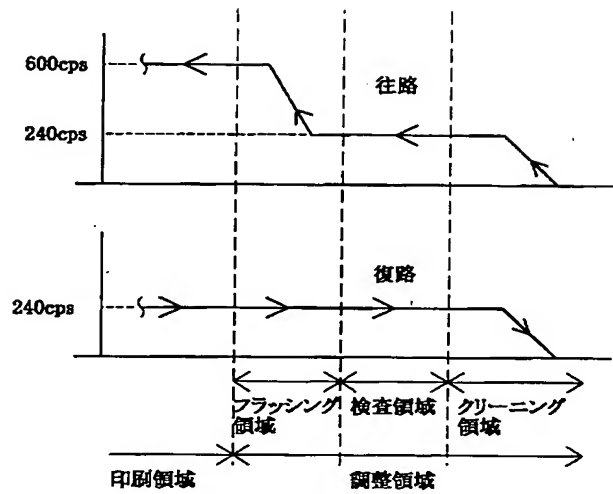 600cps
往路
240cps
復路
240cps
フラッシング
領域
検査領域
クリーニング
領域
印刷領域
調整領域